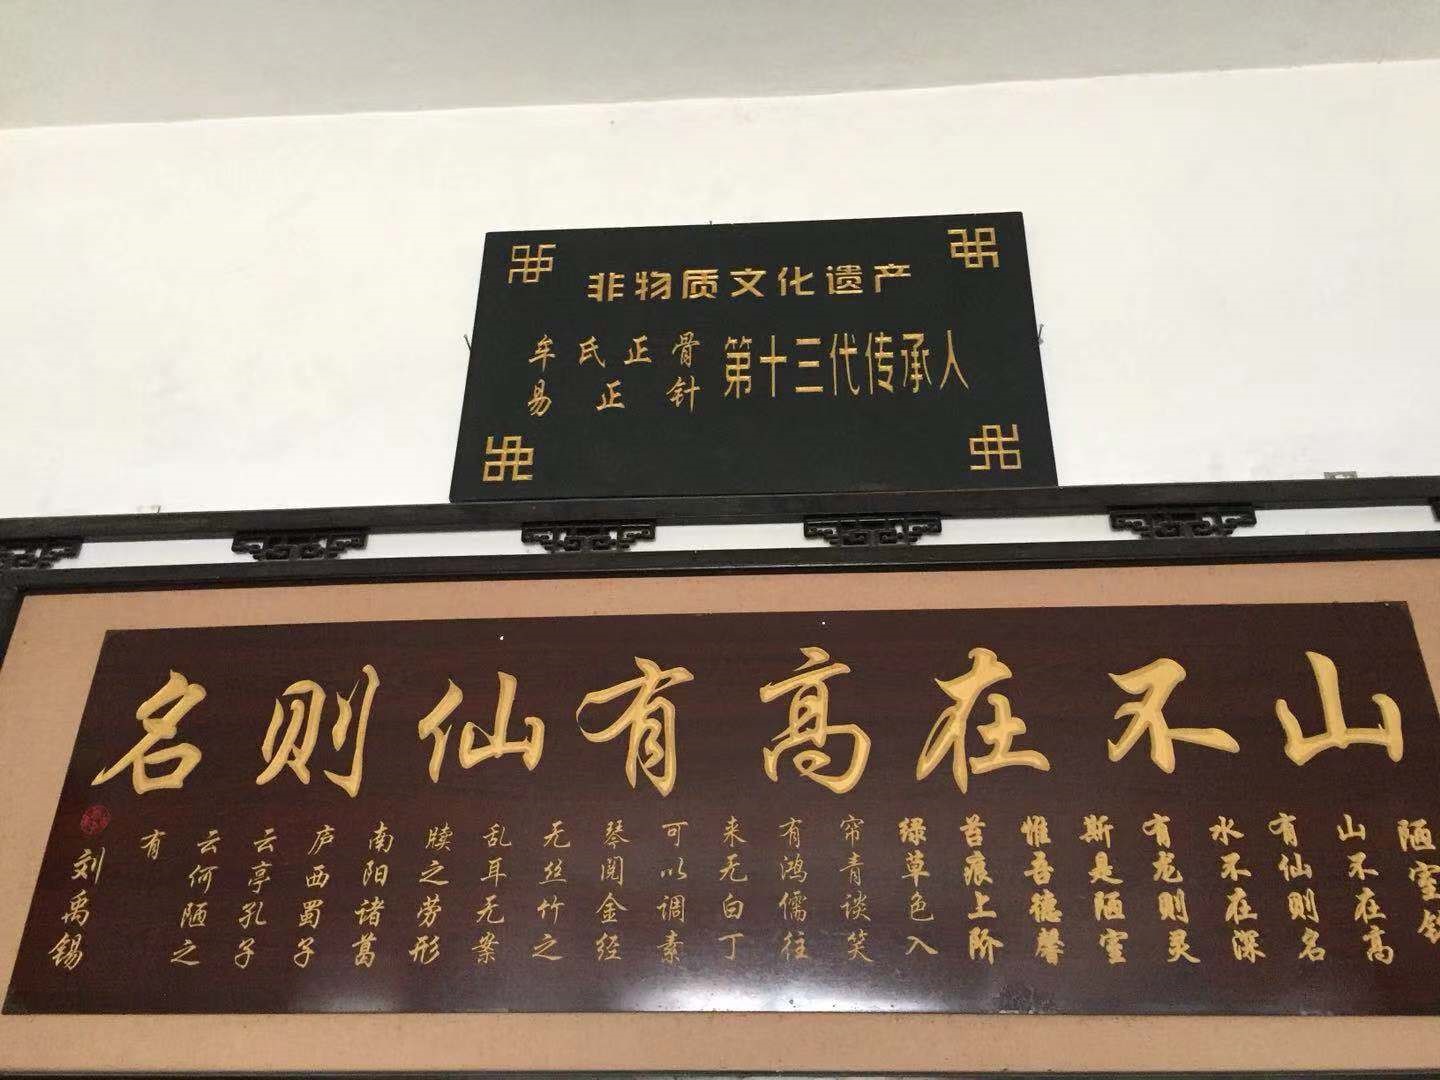 非物质文化遗产
牟氏正骨
易正针
第十三代传承人
山不在高有仙则名
陋室铭
山不在高
有仙则名
水不在深
有龙则灵
斯是陋室
惟吾德馨
苔痕上阶
绿草色入
帘青谈笑
有鸿儒往
来无白丁
可以调素
琴阅金经
无丝竹之
乱耳无案
牍之劳形
南阳诸葛
庐西蜀子
云亭孔子
云何陋之
有
刘禹锡